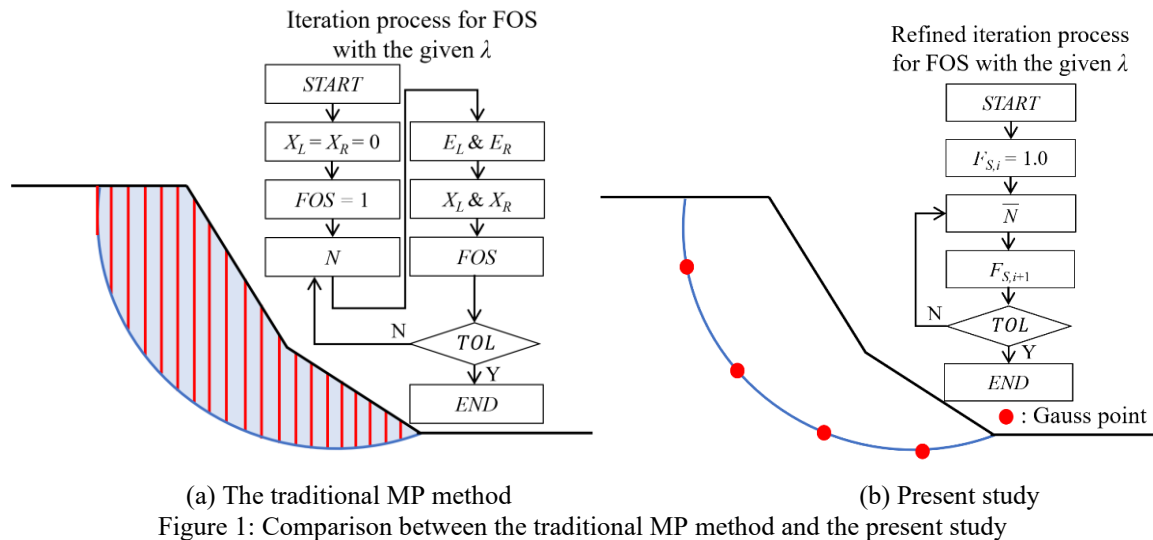 Iteration process for FOS
with the given λ
START
X_L = X_R = 0
FOS = 1
N
E_L & E_R
X_L & X_R
FOS
TOL
N
Y
END
(a) The traditional MP method
Refined iteration process
for FOS with the given λ
START
F_{S,i} = 1.0
N̅
F_{S,i+1}
TOL
N
Y
END
: Gauss point
(b) Present study
Figure 1: Comparison between the traditional MP method and the present study